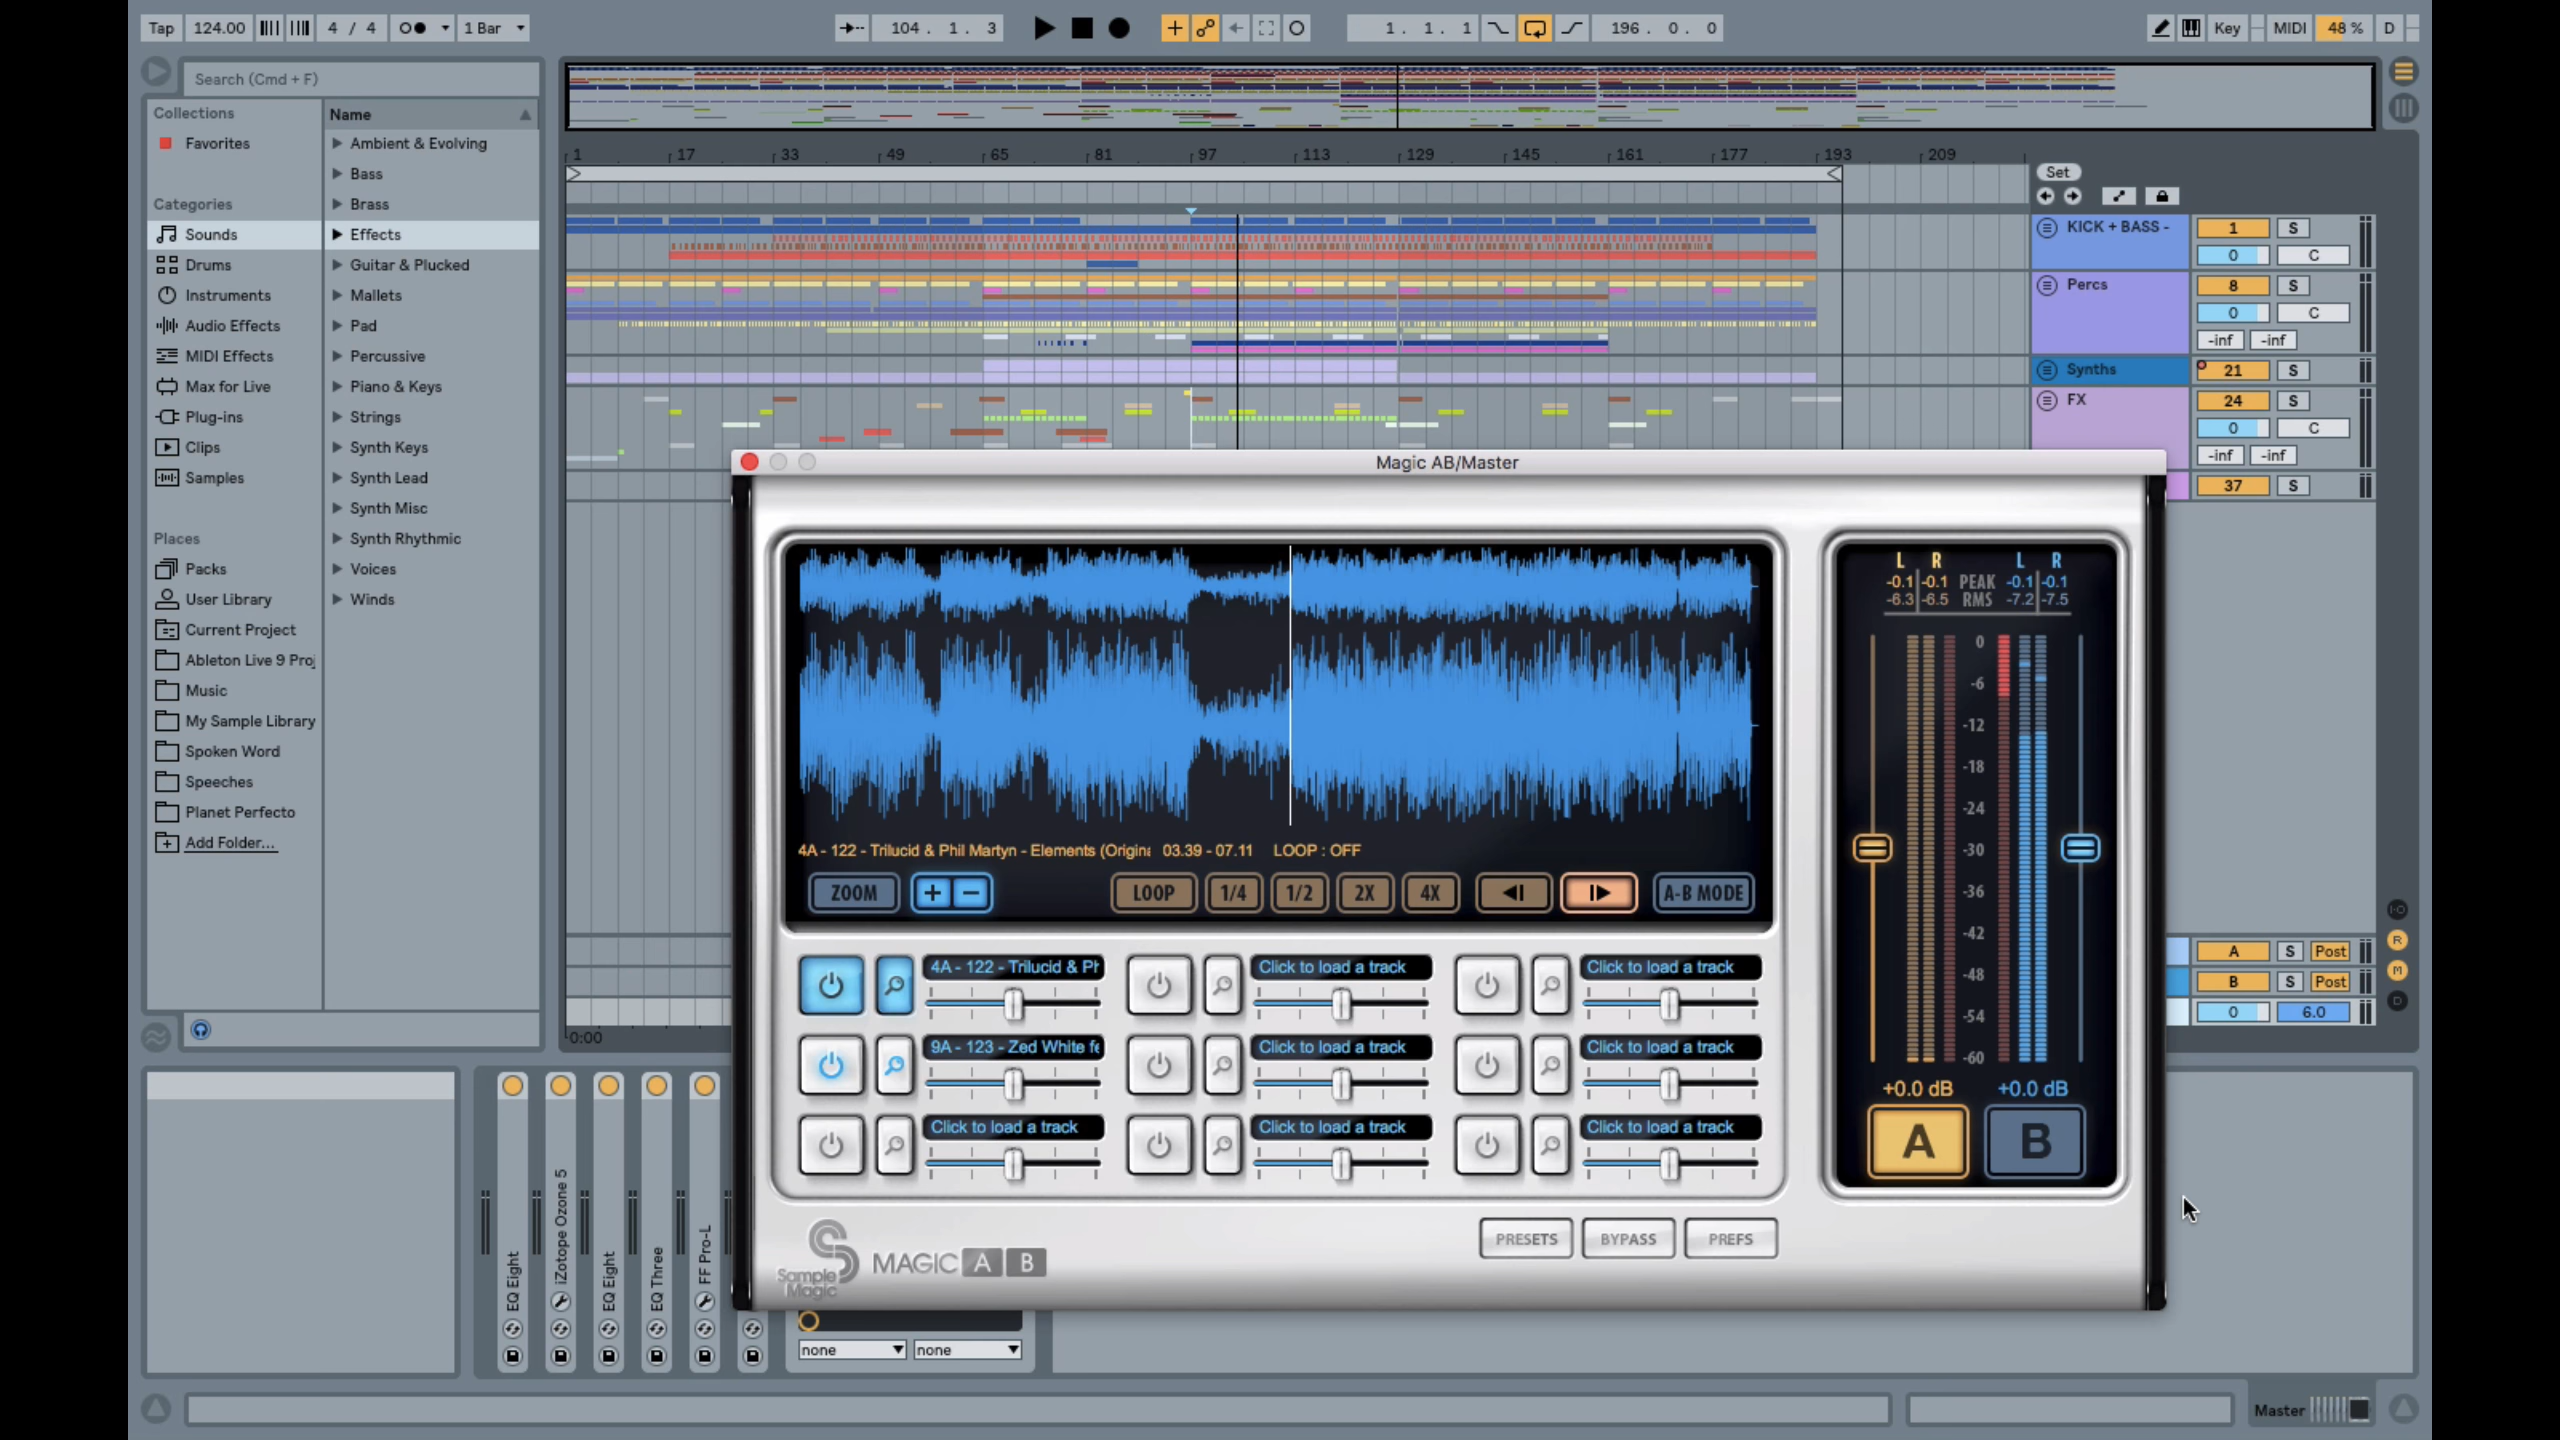 Tap 124.00 4 / 4 1 Bar 104 . 1 . 3 1 . 1 . 1 196 . 0 . 0 Key MIDI 48 % D
Search (Cmd + F)
Collections
Favorites
Categories
Sounds
Drums
Instruments
Audio Effects
MIDI Effects
Max for Live
Plug-ins
Clips
Samples
Places
Packs
User Library
Current Project
Ableton Live 9 Proj
Music
My Sample Library
Spoken Word
Speeches
Planet Perfecto
Add Folder...
Name
Ambient & Evolving
Bass
Brass
Effects
Guitar & Plucked
Mallets
Pad
Percussive
Piano & Keys
Strings
Synth Keys
Synth Lead
Synth Misc
Synth Rhythmic
Voices
Winds
1 17 33 49 65 81 97 113 129 145 161 177 193 209
Set
KICK + BASS - 1 S
0 C
Percs 8 S
0 C
-inf -inf
Synths 21 S
FX 24 S
0 C
-inf -inf
37 S
A S Post
B S Post
0 6.0
I·O
R
M
D
0:00
Magic AB/Master
4A - 122 - Trilucid & Phil Martyn - Elements (Origina 03.39 - 07.11 LOOP : OFF
ZOOM + − LOOP 1/4 1/2 2X 4X A-B MODE
4A - 122 - Trilucid & Ph Click to load a track Click to load a track
9A - 123 - Zed White fe Click to load a track Click to load a track
Click to load a track Click to load a track Click to load a track
L R L R
-0.1 -0.1 PEAK -0.1 -0.1
-6.3 -6.5 RMS -7.2 -7.5
0
-6
-12
-18
-24
-30
-36
-42
-48
-54
-60
+0.0 dB +0.0 dB
A B
Sample Magic
MAGIC A B
PRESETS BYPASS PREFS
EQ Eight
iZotope Ozone 5
EQ Eight
EQ Three
FF Pro-L
none none
Master